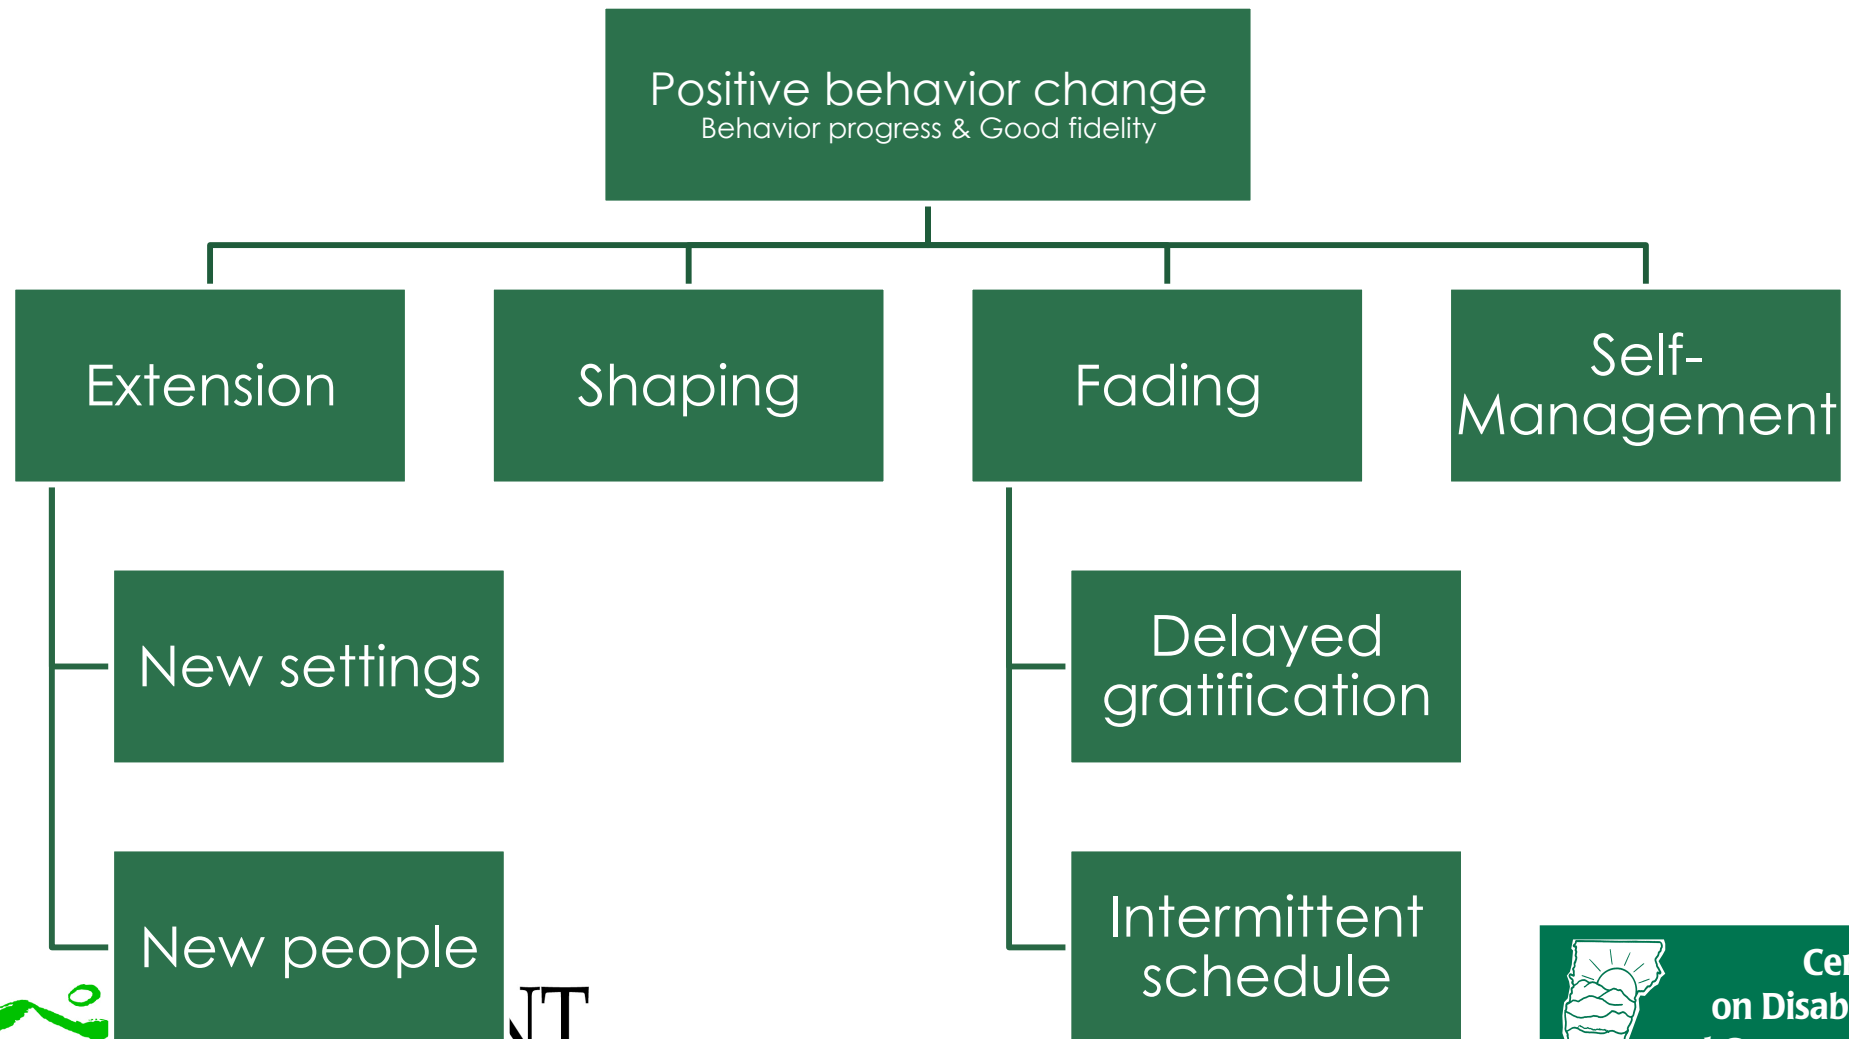 Positive behavior change
Behavior progress & Good fidelity
Extension
Shaping
Fading
Self-
Management
New settings
Delayed
gratification
New people
Intermittent
schedule
on